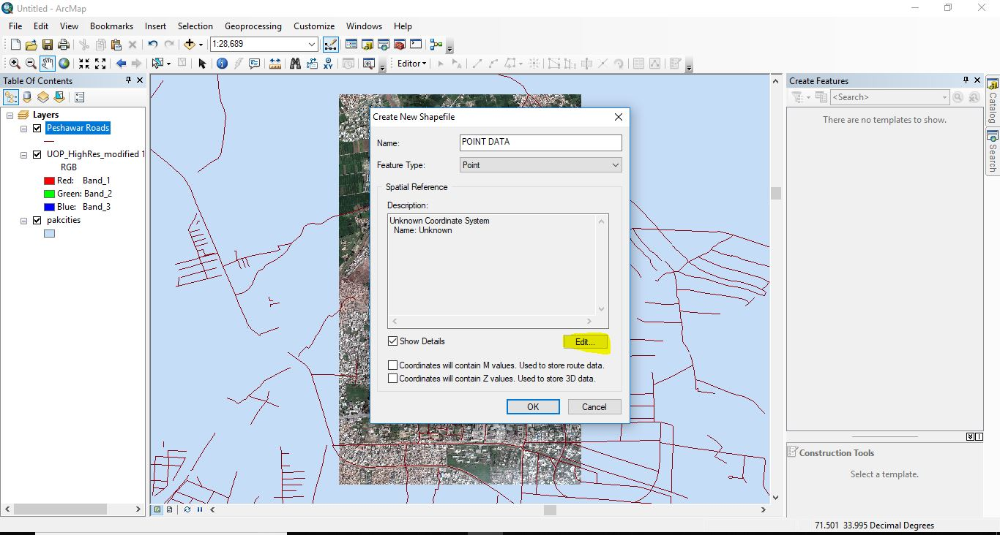 Untitled - ArcMap
File Edit View Bookmarks Insert Selection Geoprocessing Customize Windows Help
1:28,689
Editor
Table Of Contents
Layers
Peshawar Roads
UOP_HighRes_modified 1
RGB
Red: Band_1
Green: Band_2
Blue: Band_3
pakcities
Create New Shapefile
Name: POINT DATA
Feature Type: Point
Spatial Reference
Description:
Unknown Coordinate System
Name: Unknown
Show Details
Edit...
Coordinates will contain M values. Used to store route data.
Coordinates will contain Z values. Used to store 3D data.
OK Cancel
Create Features
<Search>
There are no templates to show.
Construction Tools
Select a template.
Catalog
Search
71.501 33.995 Decimal Degrees